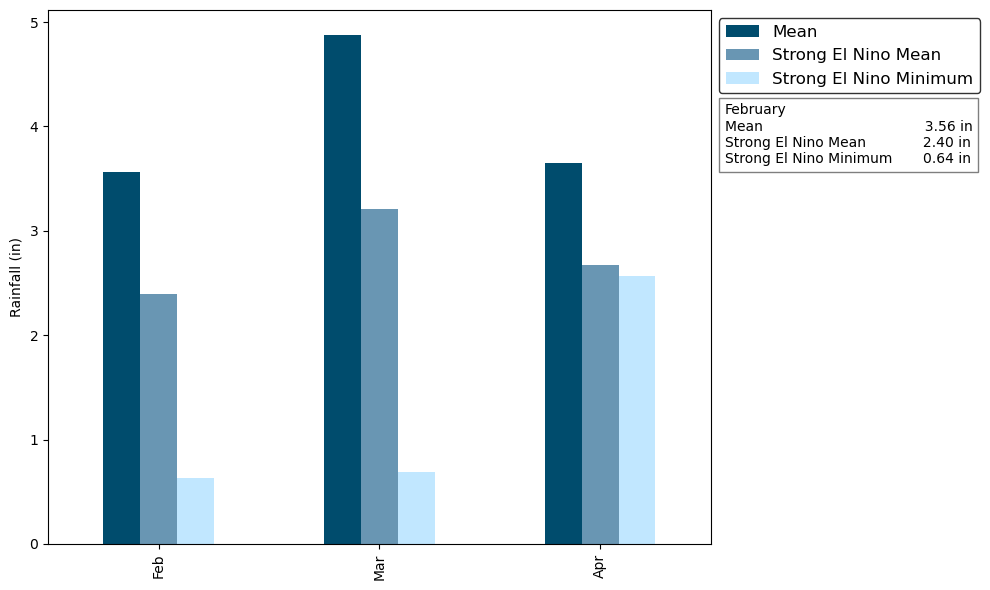 Mean
Strong El Nino Mean
Strong El Nino Minimum
February
Mean 3.56 in
Strong El Nino Mean 2.40 in
Strong El Nino Minimum 0.64 in
Rainfall (in)
5
4
3
2
1
0
Feb
Mar
Apr